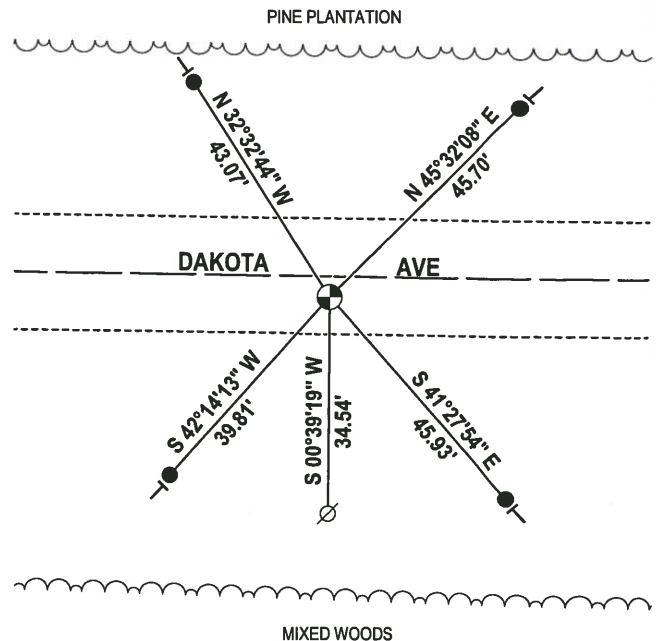 PINE PLANTATION
N 32°32'44" W
43.07'
N 45°32'08" E
45.70'
DAKOTA AVE
S 42°14'13" W
39.81'
S 00°39'19" W
34.54'
S 41°27'54" E
45.93'
MIXED WOODS